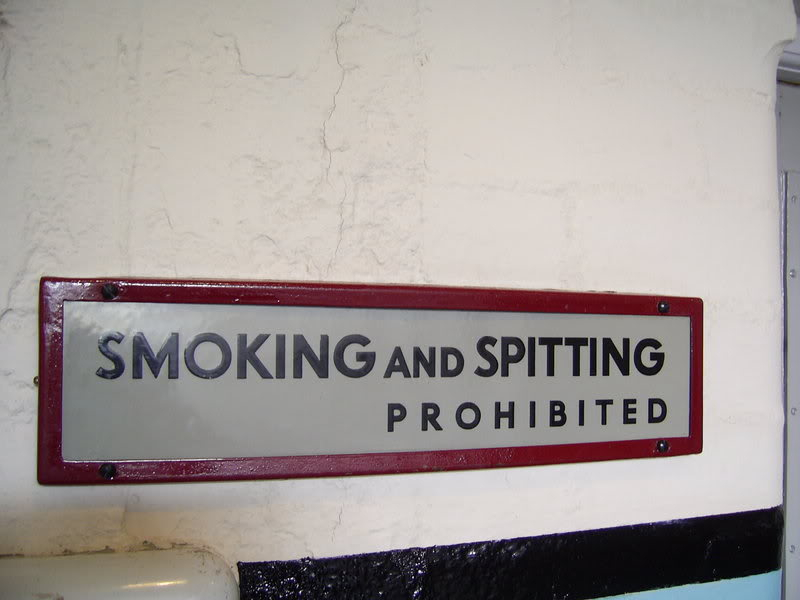 SMOKING AND SPITTING
PROHIBITED